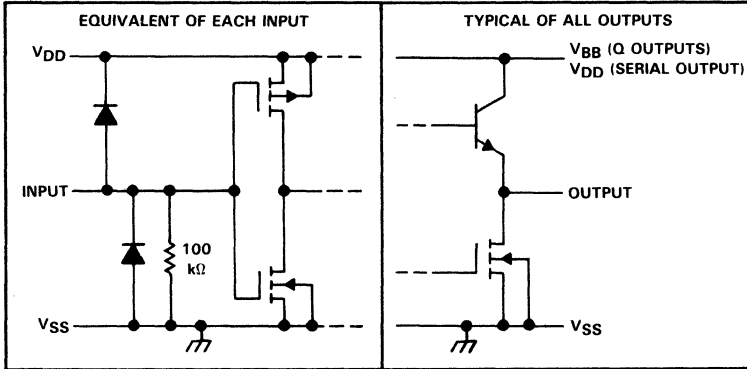 EQUIVALENT OF EACH INPUT
VDD
INPUT
100
kΩ
VSS
TYPICAL OF ALL OUTPUTS
VBB (Q OUTPUTS)
VDD (SERIAL OUTPUT)
OUTPUT
VSS